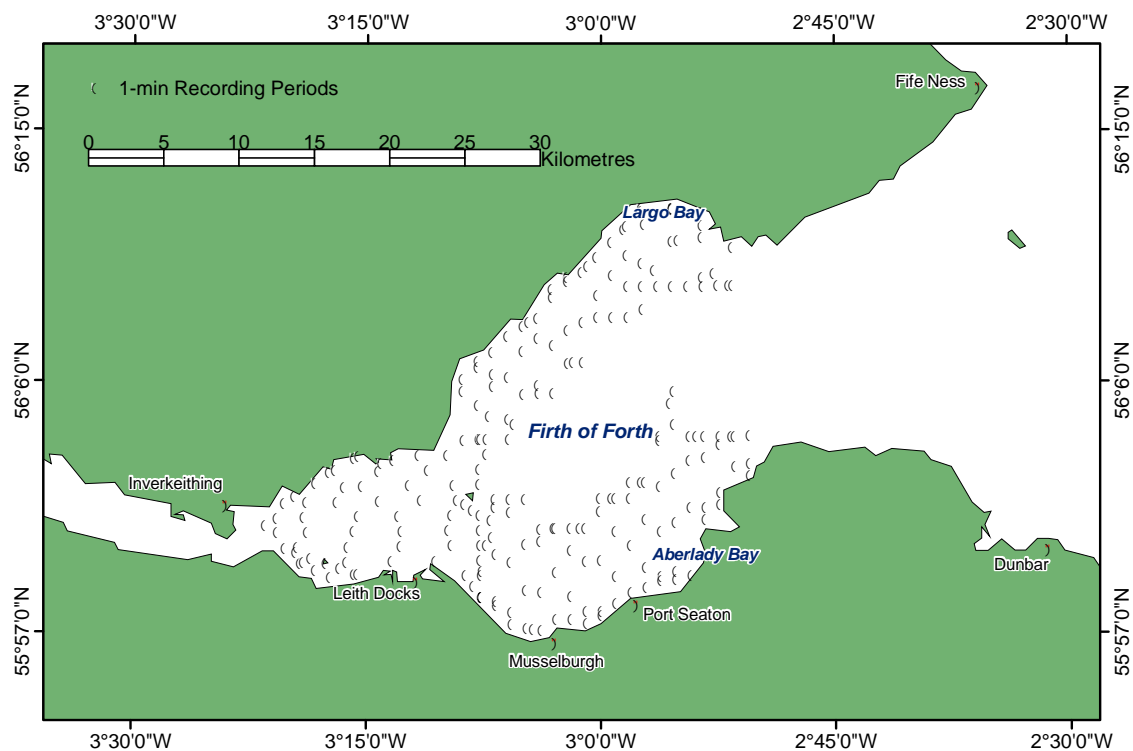 3°30'0"W 3°15'0"W 3°0'0"W 2°45'0"W 2°30'0"W
Fife Ness
1-min Recording Periods
56°15'0"N 56°15'0"N
0 5 10 15 20 25 30
Kilometres
Largo Bay
56°6'0"N 56°6'0"N
Firth of Forth
Inverkeithing
Aberlady Bay
Dunbar
Leith Docks
Port Seaton
55°57'0"N 55°57'0"N
Musselburgh
3°30'0"W 3°15'0"W 3°0'0"W 2°45'0"W 2°30'0"W